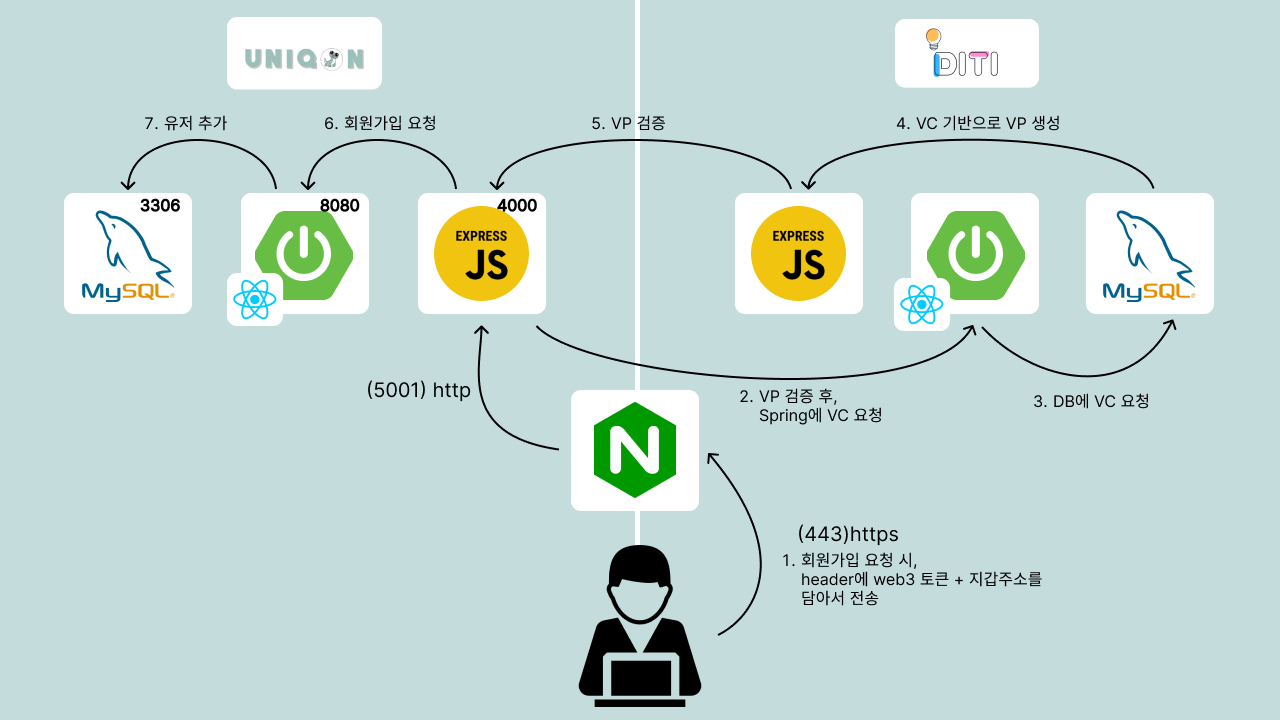 UNIQON
DITI
7. 유저 추가
6. 회원가입 요청
5. VP 검증
4. VC 기반으로 VP 생성
3306
8080
4000
EXPRESS
JS
EXPRESS
JS
MySQL
MySQL
(5001) http
2. VP 검증 후,
Spring에 VC 요청
3. DB에 VC 요청
N
(443)https
1. 회원가입 요청 시,
header에 web3 토큰 + 지갑주소를
담아서 전송